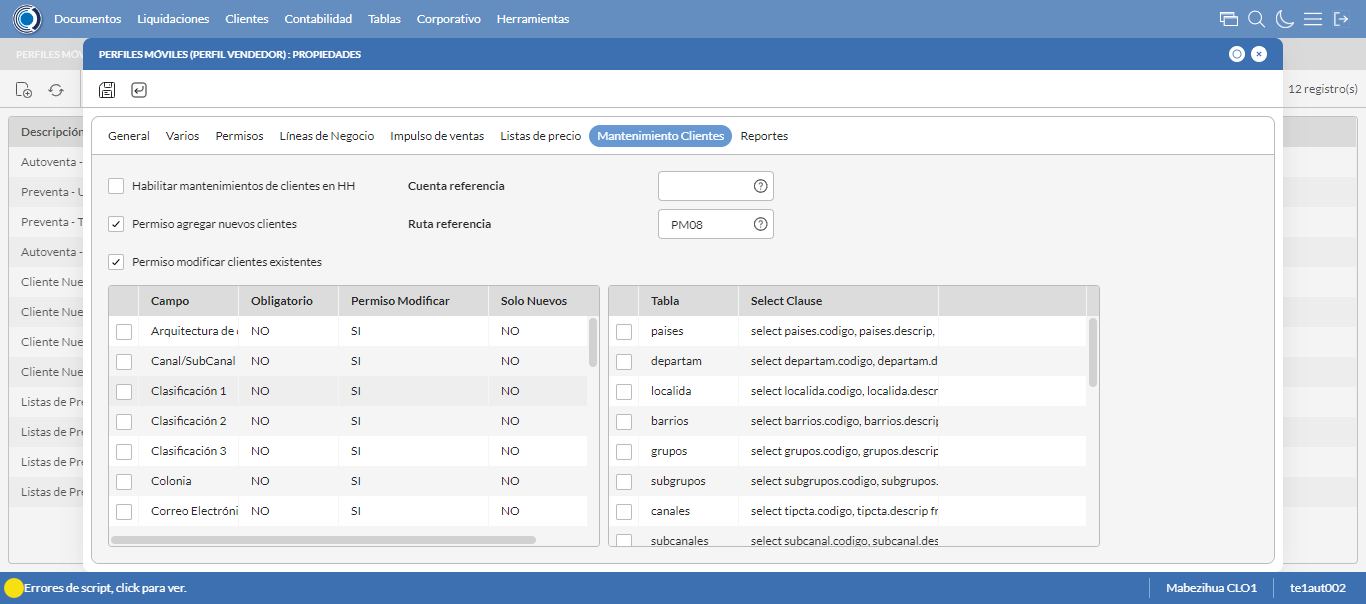 Documentos Liquidaciones Clientes Contabilidad Tablas Corporativo Herramientas
PERFILES MÓV
PERFILES MÓVILES (PERFIL VENDEDOR) : PROPIEDADES
12 registro(s)
General Varios Permisos Líneas de Negocio Impulso de ventas Listas de precio Mantenimiento Clientes Reportes
Descripción
Autoventa -
Preventa - U
Preventa - T
Autoventa -
Cliente Nue
Cliente Nue
Cliente Nue
Cliente Nue
Listas de Pre
Listas de Pre
Listas de Pre
Listas de Pre
Habilitar mantenimientos de clientes en HH Cuenta referencia
Permiso agregar nuevos clientes Ruta referencia PM08
Permiso modificar clientes existentes
Campo Obligatorio Permiso Modificar Solo Nuevos
Arquitectura de c NO SI NO
Canal/SubCanal NO SI NO
Clasificación 1 NO SI NO
Clasificación 2 NO SI NO
Clasificación 3 NO SI NO
Colonia NO SI NO
Correo Electróni NO SI NO
Tabla Select Clause
paises select paises.codigo, paises.descrip,
departam select departam.codigo, departam.d
localida select localida.codigo, localida.descr
barrios select barrios.codigo, barrios.descrip
grupos select grupos.codigo, grupos.descrip
subgrupos select subgrupos.codigo, subgrupos.
canales select tipcta.codigo, tipcta.descrip fr
subcanales select subcanal.codigo, subcanal.des
Errores de script, click para ver.
Mabezihua CLO1 te1aut002